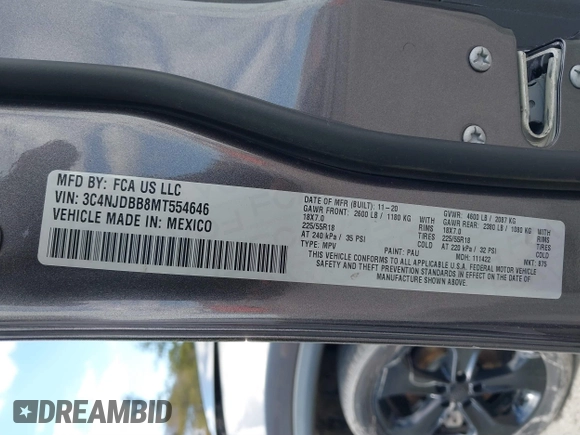 MFD BY: FCA US LLC
VIN: 3C4NJDBB8MT554646
VEHICLE MADE IN: MEXICO
DATE OF MFR (BUILT): 11-20
GAWR FRONT: 2600 LB / 1180 KG WITH
18X7.0 RIMS
225/55R18 TIRES
AT 240 kPa / 35 PSI COLD
TYPE: MPV PAINT: PAU
GVWR: 4600 LB / 2087 KG
GAWR REAR: 2380 LB / 1080 KG WITH
18X7.0 RIMS
225/55R18 TIRES
AT 220 kPa / 32 PSI COLD
MDH: 111422 WKT: 875
THIS VEHICLE CONFORMS TO ALL APPLICABLE U.S.A. FEDERAL MOTOR VEHICLE
SAFETY AND THEFT PREVENTION STANDARDS IN EFFECT ON THE DATE OF
MANUFACTURE SHOWN ABOVE.
DREAMBID